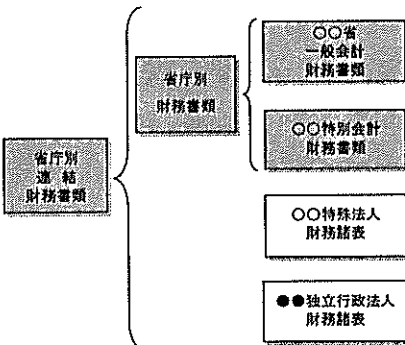 省庁別
連結
財務書類
省庁別
財務書類
○○省
一般会計
財務書類
○○特別会計
財務書類
○○特殊法人
財務諸表
●●独立行政法人
財務諸表